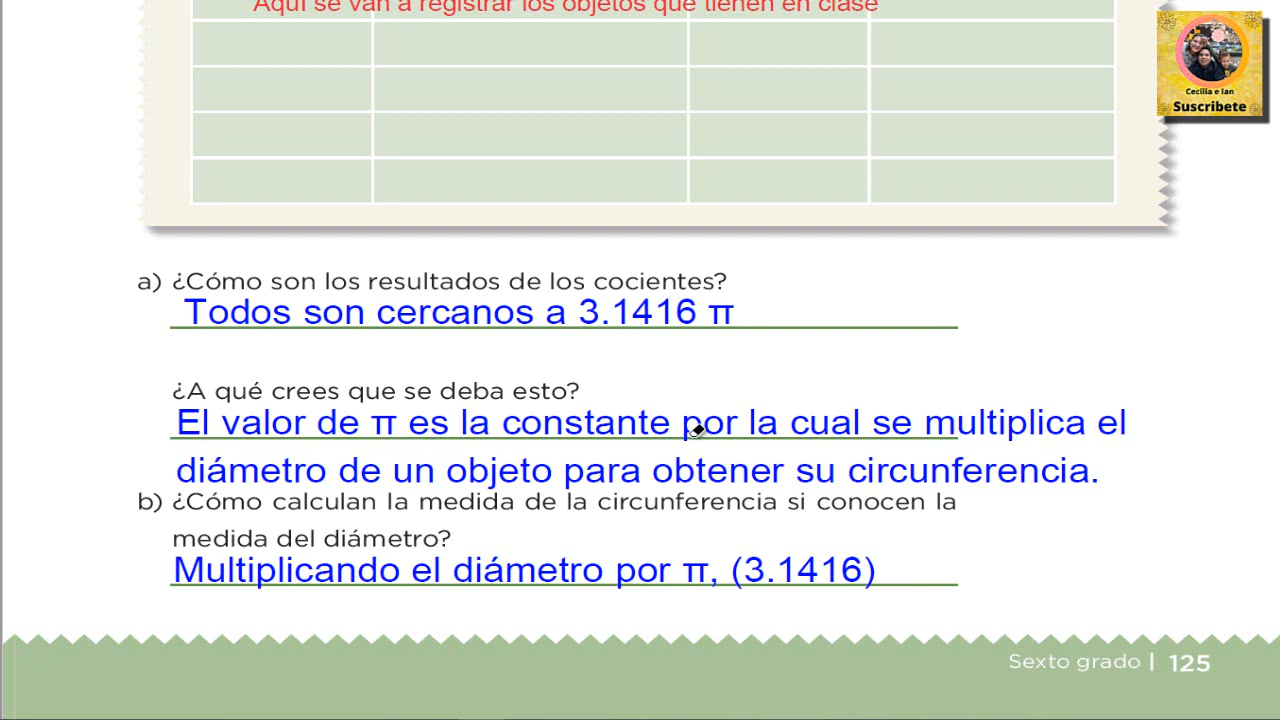 Aquí se van a registrar los objetos que tienen en clase
Cecilia e Ian
Suscribete
a) ¿Cómo son los resultados de los cocientes?
Todos son cercanos a 3.1416 π
¿A qué crees que se deba esto?
El valor de π es la constante por la cual se multiplica el
diámetro de un objeto para obtener su circunferencia.
b) ¿Cómo calculan la medida de la circunferencia si conocen la
medida del diámetro?
Multiplicando el diámetro por π, (3.1416)
Sexto grado | 125